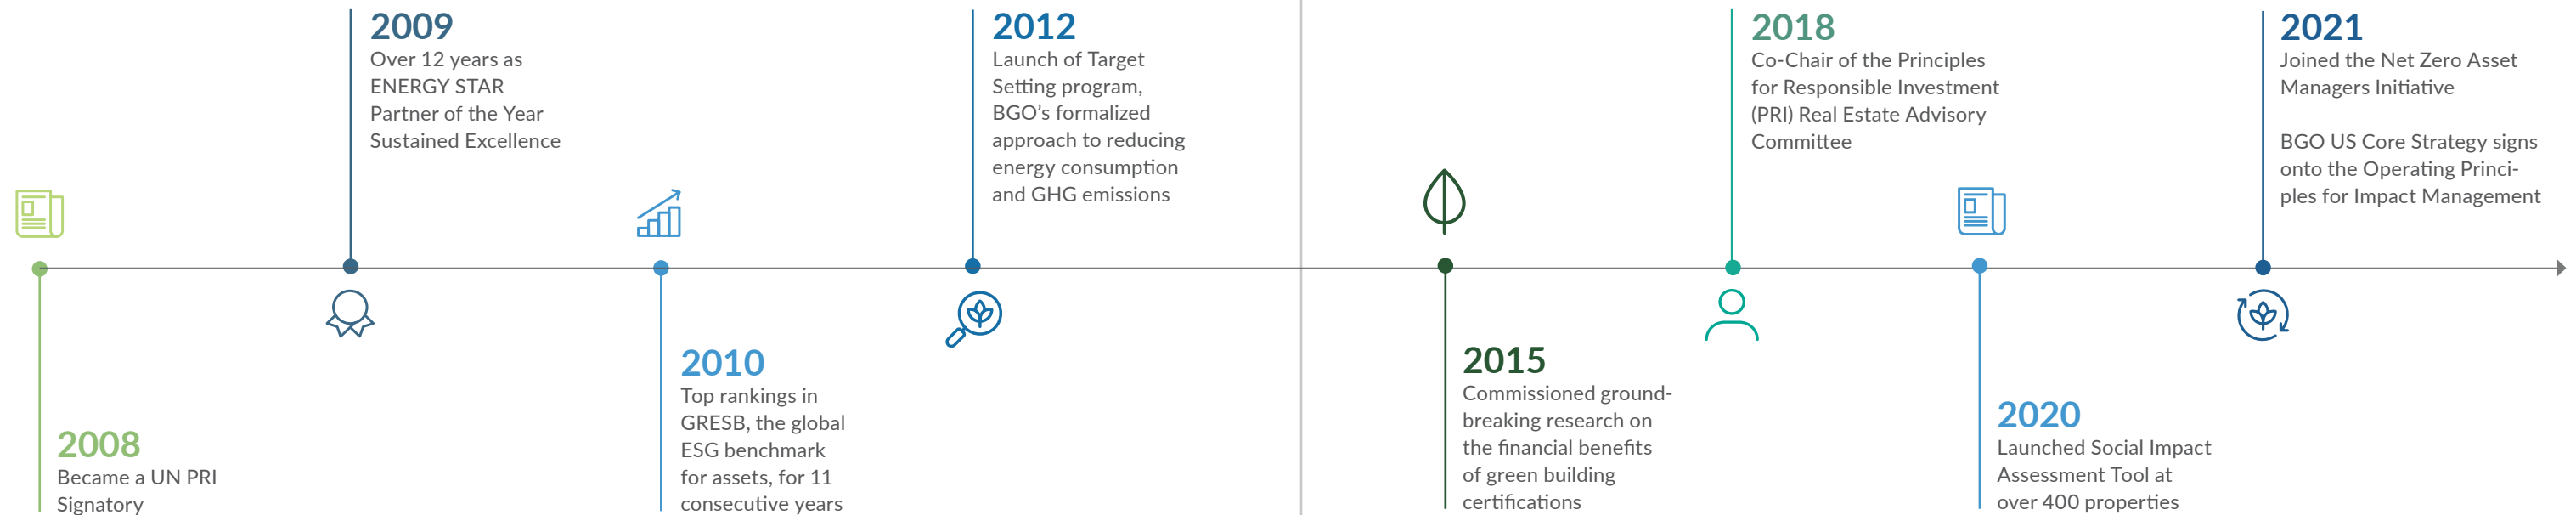 2008
Became a UN PRI
Signatory
2009
Over 12 years as
ENERGY STAR
Partner of the Year
Sustained Excellence
2010
Top rankings in
GRESB, the global
ESG benchmark
for assets, for 11
consecutive years
2012
Launch of Target
Setting program,
BGO’s formalized
approach to reducing
energy consumption
and GHG emissions
2015
Commissioned ground-
breaking research on
the financial benefits
of green building
certifications
2018
Co-Chair of the Principles
for Responsible Investment
(PRI) Real Estate Advisory
Committee
2020
Launched Social Impact
Assessment Tool at
over 400 properties
2021
Joined the Net Zero Asset
Managers Initiative
BGO US Core Strategy signs
onto the Operating Princi-
ples for Impact Management